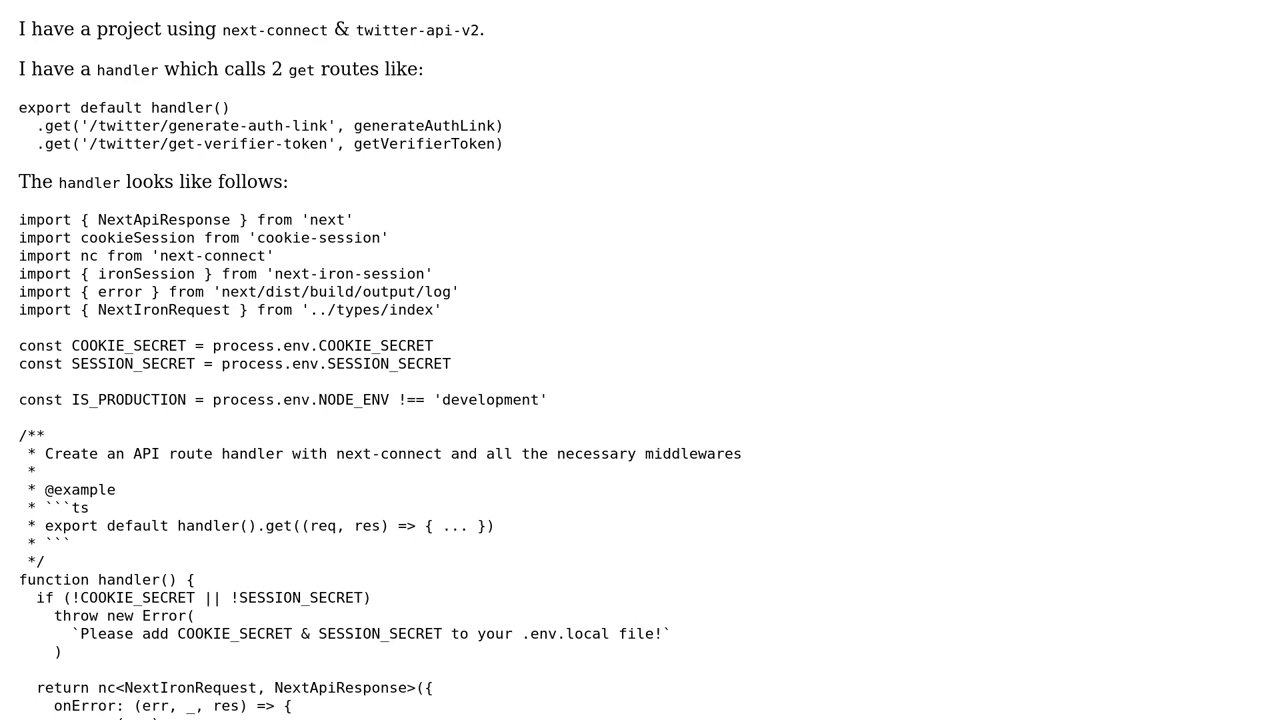 I have a project using next-connect & twitter-api-v2.
I have a handler which calls 2 get routes like:
export default handler()
  .get('/twitter/generate-auth-link', generateAuthLink)
  .get('/twitter/get-verifier-token', getVerifierToken)
The handler looks like follows:
import { NextApiResponse } from 'next'
import cookieSession from 'cookie-session'
import nc from 'next-connect'
import { ironSession } from 'next-iron-session'
import { error } from 'next/dist/build/output/log'
import { NextIronRequest } from '../types/index'
const COOKIE_SECRET = process.env.COOKIE_SECRET
const SESSION_SECRET = process.env.SESSION_SECRET
const IS_PRODUCTION = process.env.NODE_ENV !== 'development'
/**
 * Create an API route handler with next-connect and all the necessary middlewares
 *
 * @example
 * ```ts
 * export default handler().get((req, res) => { ... })
 * ```
 */
function handler() {
  if (!COOKIE_SECRET || !SESSION_SECRET)
    throw new Error(
      `Please add COOKIE_SECRET & SESSION_SECRET to your .env.local file!`
    )
  return nc<NextIronRequest, NextApiResponse>({
    onError: (err, _, res) => {